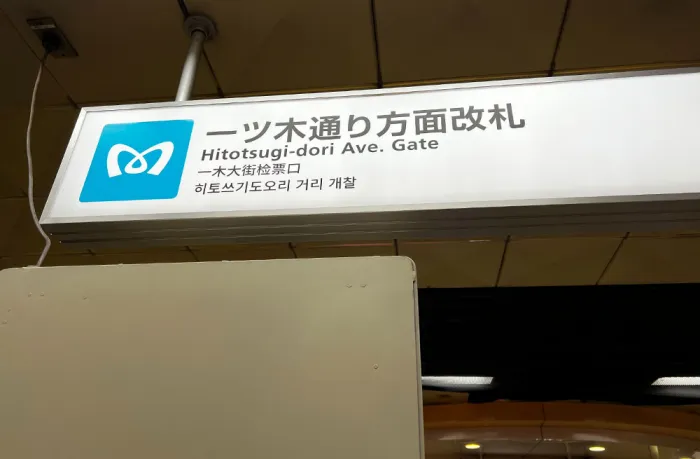 一ツ木通り方面改札
Hitotsugi-dori Ave. Gate
一木大街检票口
히토쓰기도오리 거리 개찰